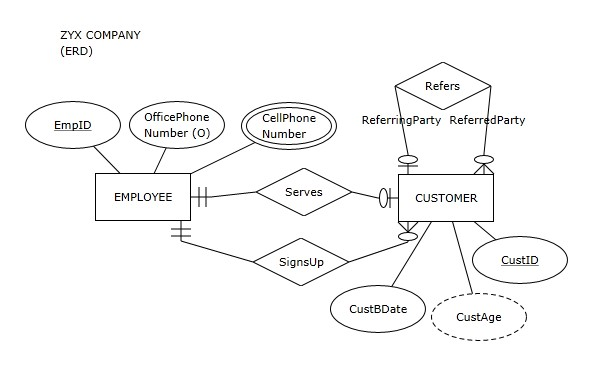 ZYX COMPANY
(ERD)
Refers
ReferringParty
ReferredParty
EmpID
OfficePhone
Number (O)
CellPhone
Number
EMPLOYEE
Serves
CUSTOMER
SignsUp
CustID
CustBDate
CustAge